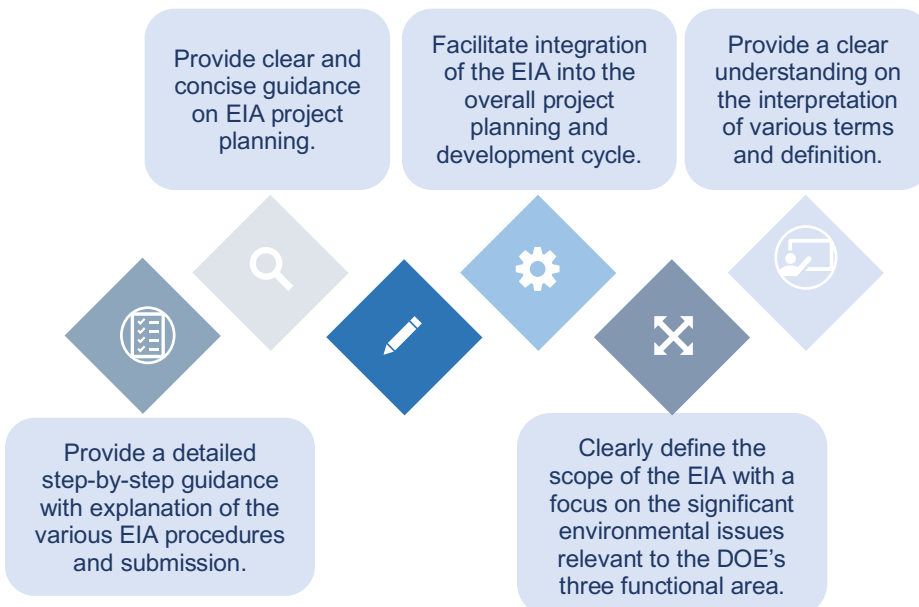 Provide clear and
concise guidance
on EIA project
planning.
Facilitate integration
of the EIA into the
overall project
planning and
development cycle.
Provide a clear
understanding on
the interpretation
of various terms
and definition.
Provide a detailed
step-by-step guidance
with explanation of the
various EIA procedures
and submission.
Clearly define the
scope of the EIA with a
focus on the significant
environmental issues
relevant to the DOE’s
three functional area.